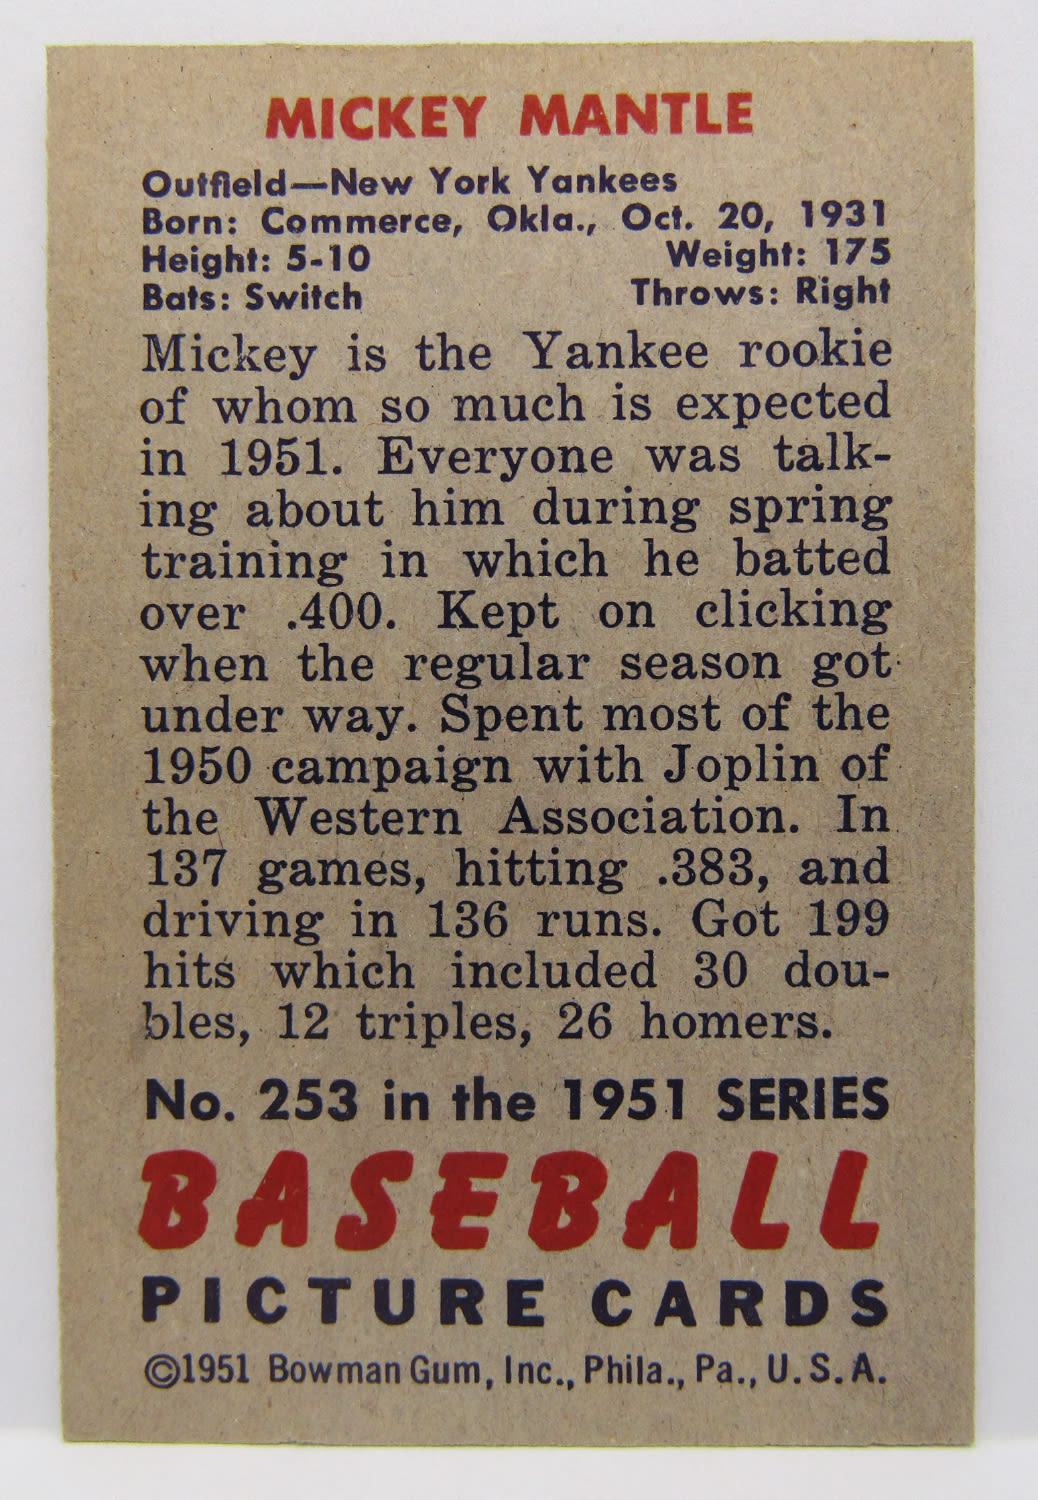 MICKEY MANTLE
Outfield—New York Yankees
Born: Commerce, Okla., Oct. 20, 1931
Height: 5-10 Weight: 175
Bats: Switch Throws: Right
Mickey is the Yankee rookie
of whom so much is expected
in 1951. Everyone was talk-
ing about him during spring
training in which he batted
over .400. Kept on clicking
when the regular season got
under way. Spent most of the
1950 campaign with Joplin of
the Western Association. In
137 games, hitting .383, and
driving in 136 runs. Got 199
hits which included 30 dou-
bles, 12 triples, 26 homers.
No. 253 in the 1951 SERIES
BASEBALL
PICTURE CARDS
©1951 Bowman Gum, Inc., Phila., Pa., U.S.A.